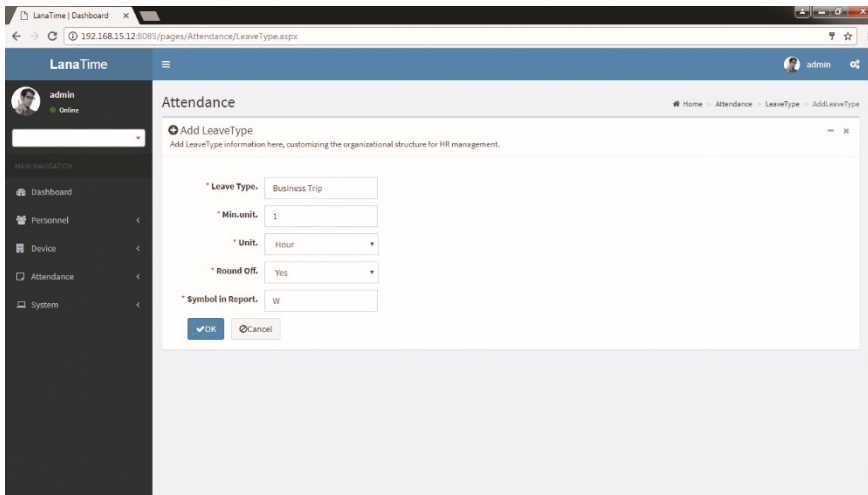 LanaTime | Dashboard
192.168.15.12:8085/pages/Attendance/LeaveType.aspx
LanaTime
admin
admin
Online
MAIN NAVIGATION
Dashboard
Personnel
Device
Attendance
System
Attendance
Home > Attendance > LeaveType > AddLeaveType
Add LeaveType
Add LeaveType information here, customizing the organizational structure for HR management.
* Leave Type. Business Trip
* Min.unit. 1
* Unit. Hour
* Round Off. Yes
* Symbol in Report. W
OK Cancel